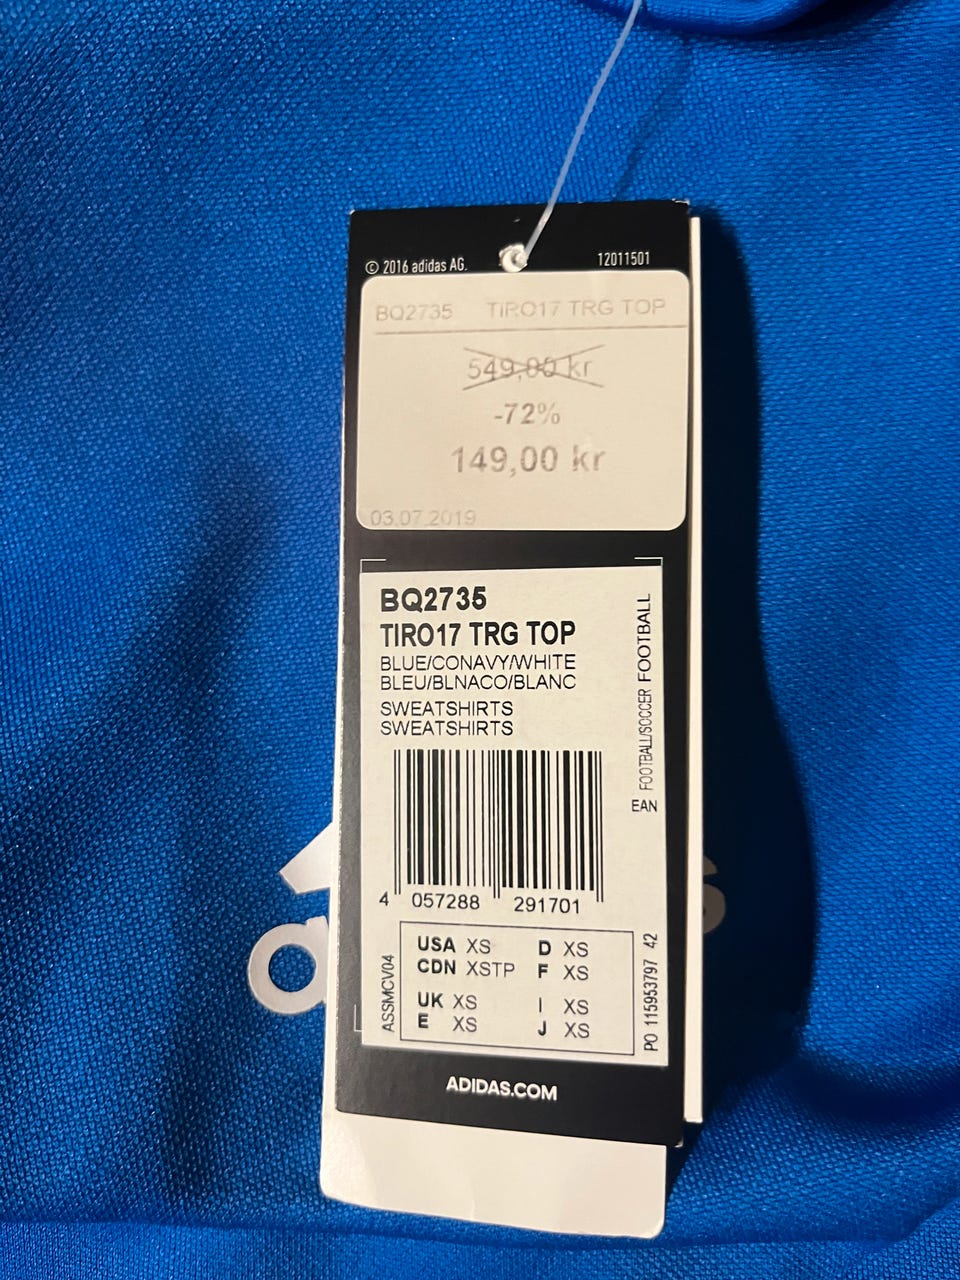 © 2016 adidas AG.
12011501
BQ2735 TIRO17 TRG TOP
549,00 kr
-72%
149,00 kr
03.07.2019
BQ2735
TIRO17 TRG TOP
BLUE/CONAVY/WHITE
BLEU/BLNACO/BLANC
SWEATSHIRTS
SWEATSHIRTS
FOOTBALL/SOCCER FOOTBALL
EAN
4 057288 291701
USA XS D XS
CDN XSTP F XS
UK XS I XS
E XS J XS
ASSMCV04
PO 115953797 42
ADIDAS.COM